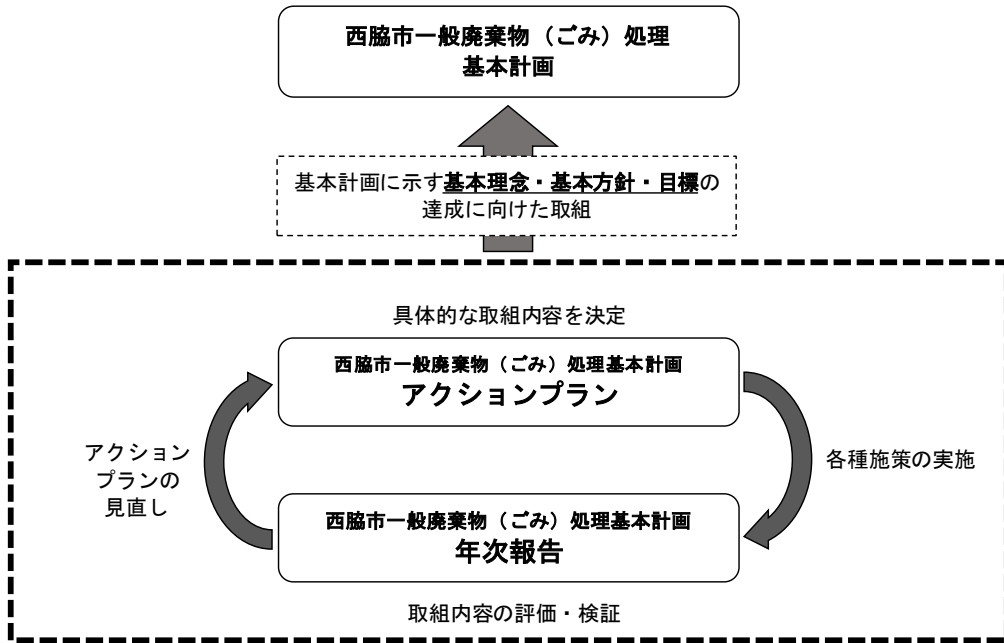 西脇市一般廃棄物（ごみ）処理
基本計画
基本計画に示す基本理念・基本方針・目標の
達成に向けた取組
具体的な取組内容を決定
西脇市一般廃棄物（ごみ）処理基本計画
アクションプラン
アクション
プランの
見直し
各種施策の実施
西脇市一般廃棄物（ごみ）処理基本計画
年次報告
取組内容の評価・検証